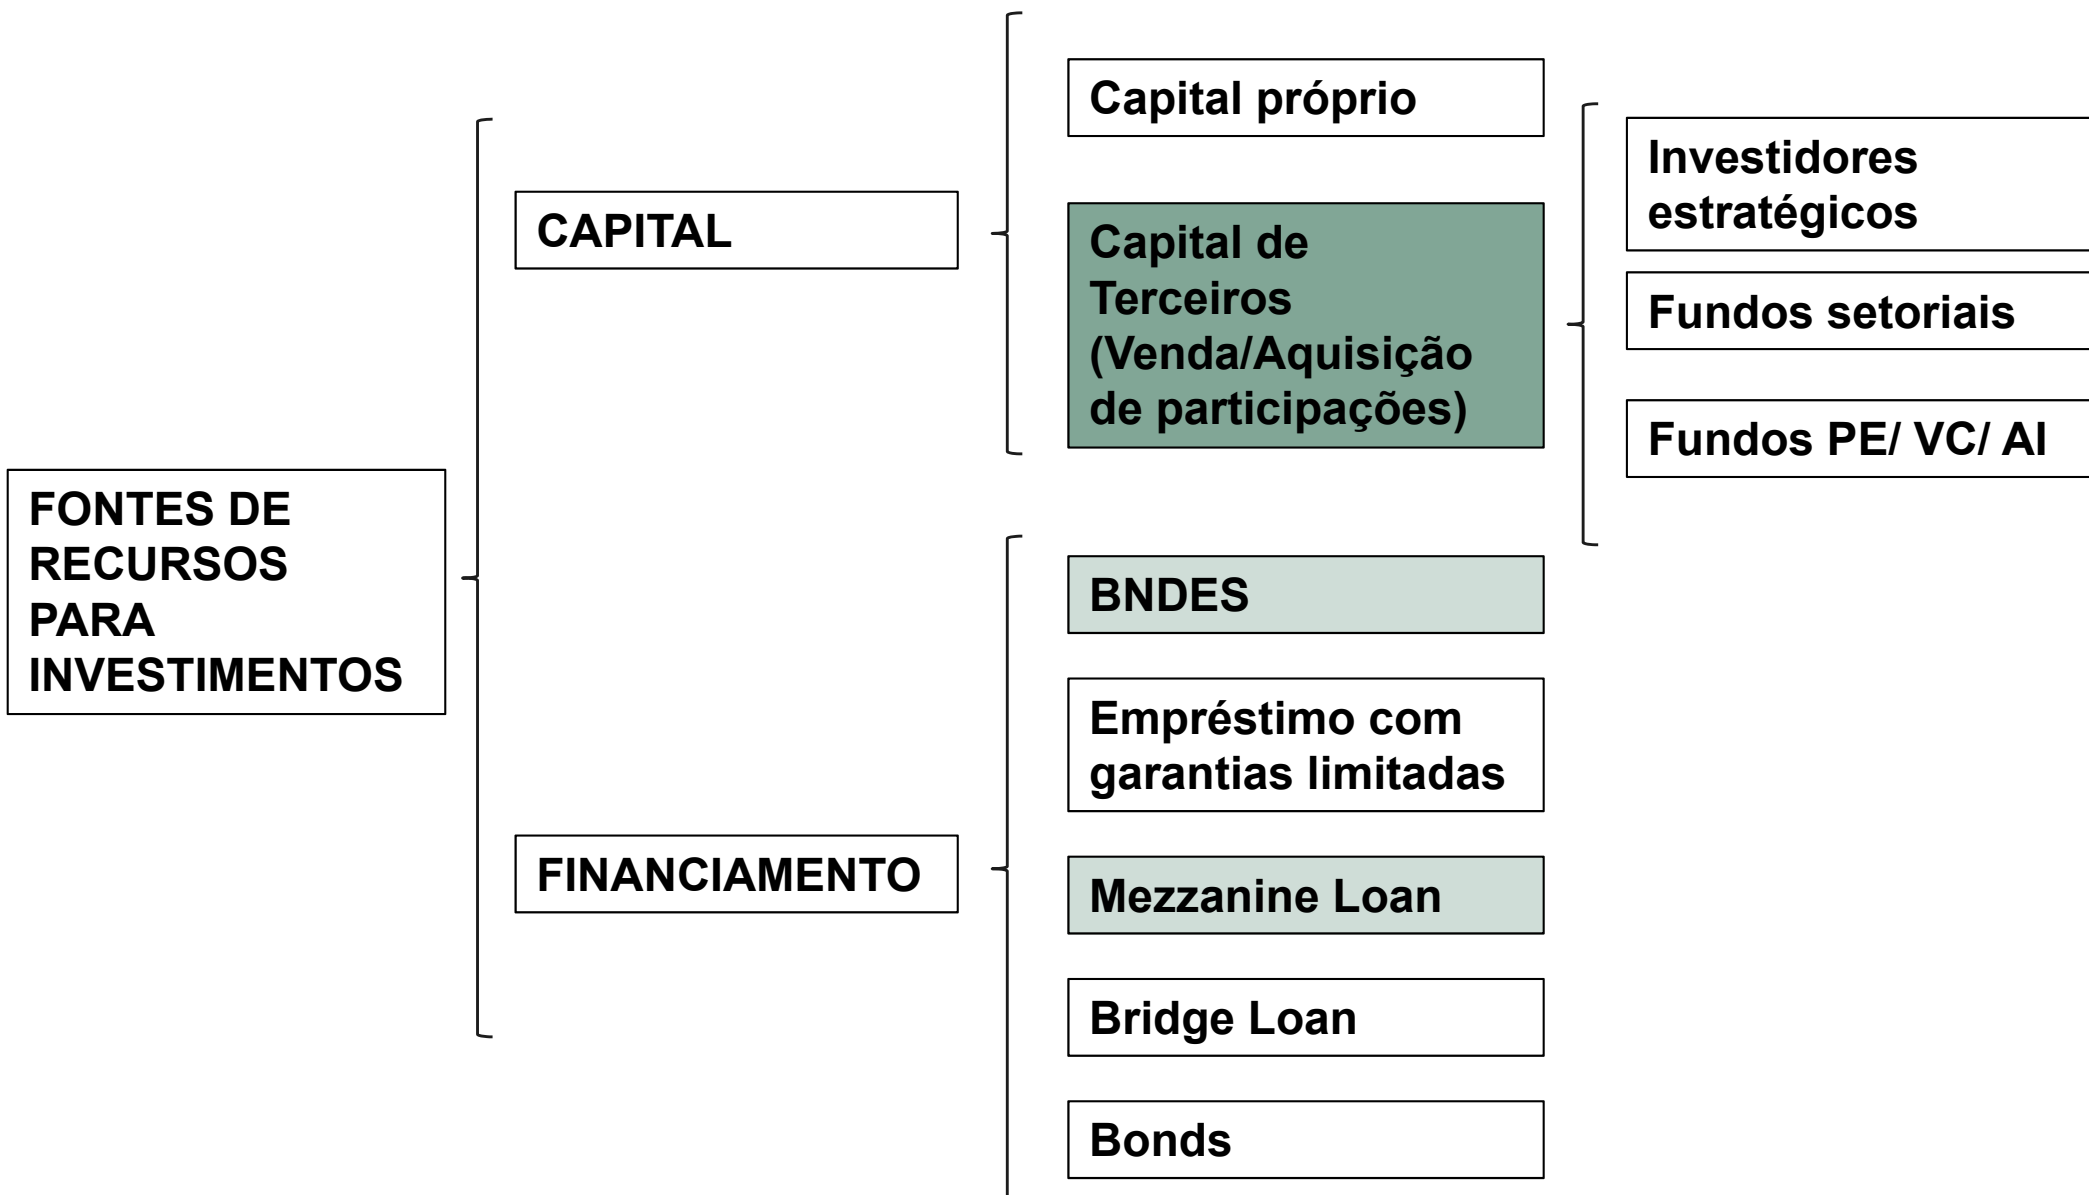 FONTES DE
RECURSOS
PARA
INVESTIMENTOS
CAPITAL
Capital próprio
Capital de
Terceiros
(Venda/Aquisição
de participações)
Investidores
estratégicos
Fundos setoriais
Fundos PE/ VC/ AI
FINANCIAMENTO
BNDES
Empréstimo com
garantias limitadas
Mezzanine Loan
Bridge Loan
Bonds